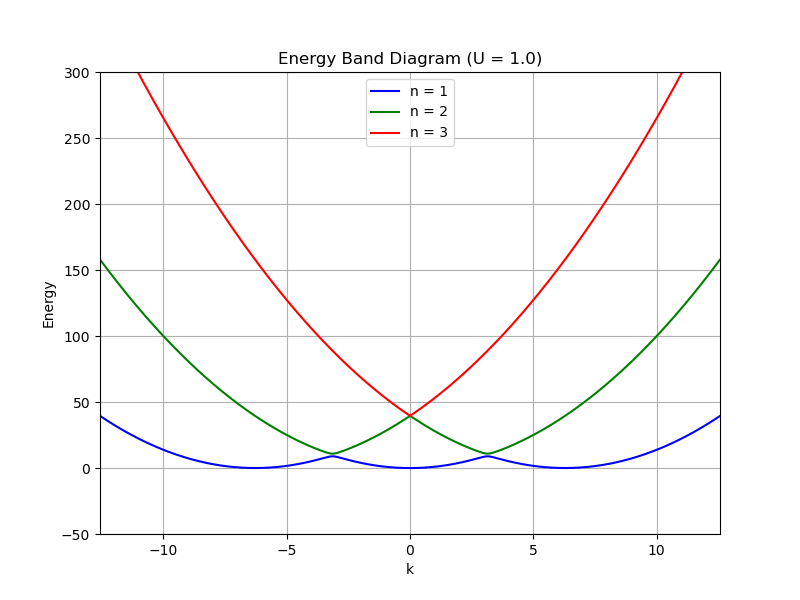 Energy Band Diagram (U = 1.0)
n = 1
n = 2
n = 3
300
250
200
150
100
50
0
−50
Energy
−10 −5 0 5 10
k